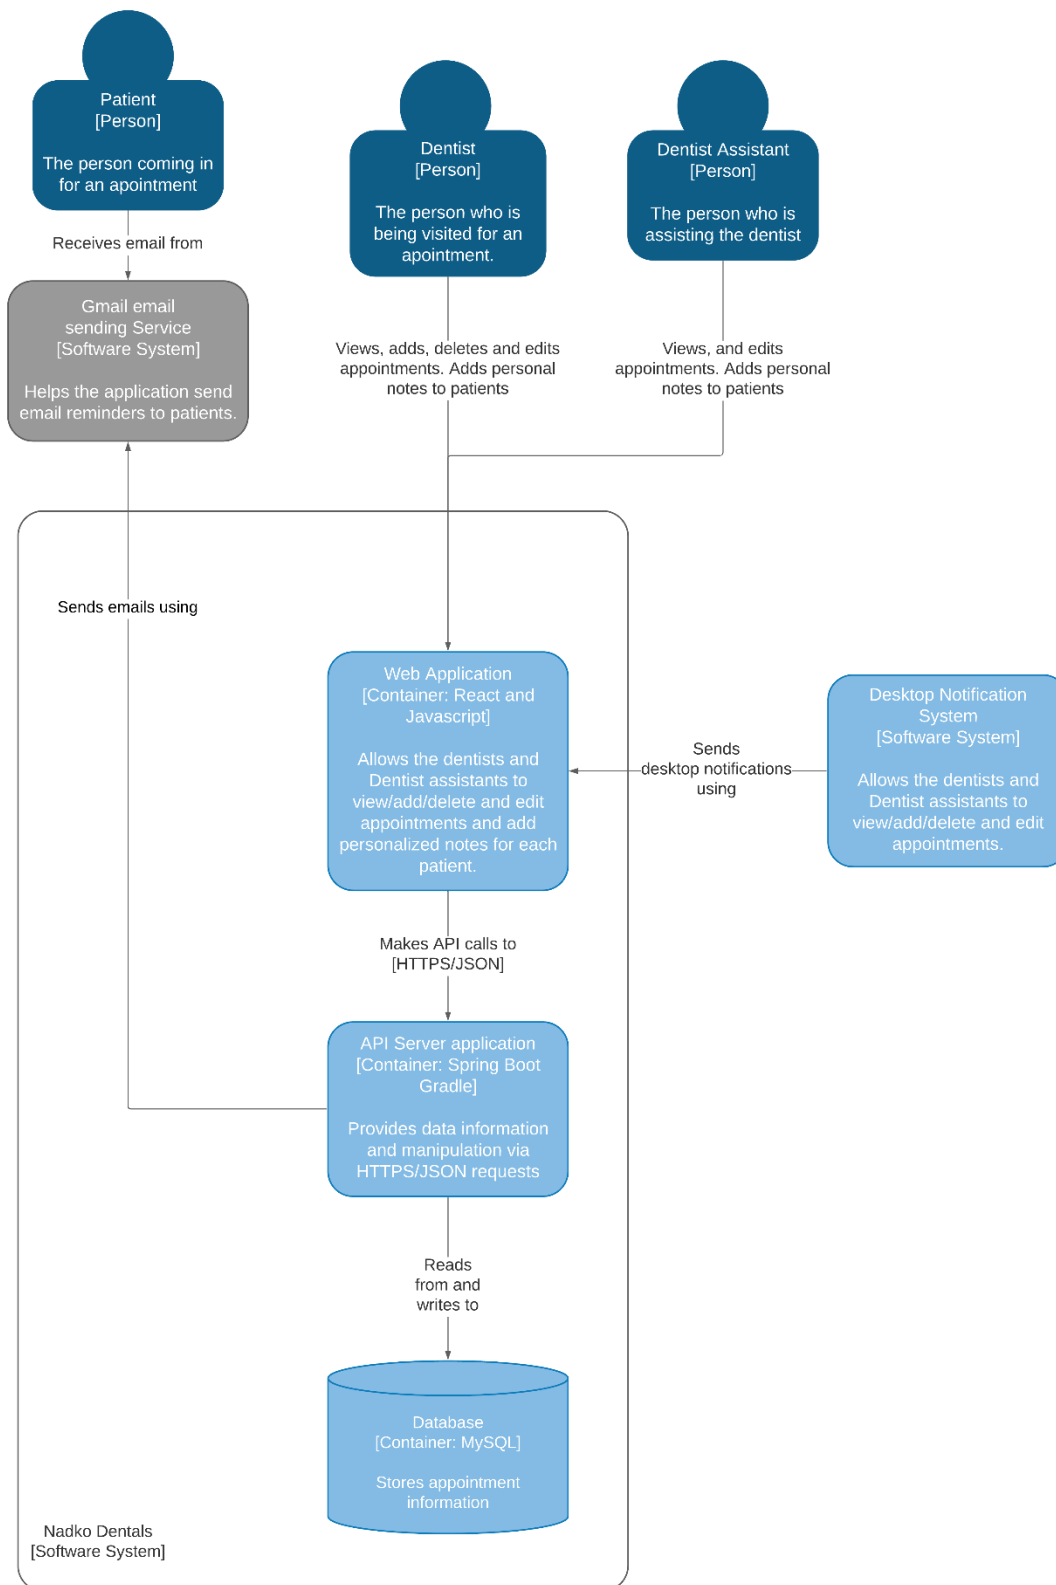 Patient
[Person]
The person coming in
for an apointment
Dentist
[Person]
The person who is
being visited for an
apointment.
Dentist Assistant
[Person]
The person who is
assisting the dentist
Receives email from
Gmail email
sending Service
[Software System]
Helps the application send
email reminders to patients.
Views, adds, deletes and edits
appointments. Adds personal
notes to patients
Views, and edits
appointments. Adds personal
notes to patients
Sends emails using
Web Application
[Container: React and
Javascript]
Allows the dentists and
Dentist assistants to
view/add/delete and edit
appointments and add
personalized notes for each
patient.
Sends
desktop notifications
using
Desktop Notification
System
[Software System]
Allows the dentists and
Dentist assistants to
view/add/delete and edit
appointments.
Makes API calls to
[HTTPS/JSON]
API Server application
[Container: Spring Boot
Gradle]
Provides data information
and manipulation via
HTTPS/JSON requests
Reads
from and
writes to
Database
[Container: MySQL]
Stores appointment
information
Nadko Dentals
[Software System]